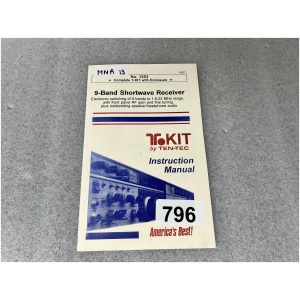 MNA 13
No. 1253
• Complete T-KIT with Enclosure •
9-Band Shortwave Receiver
Electronic switching of 9 bands in 1.8-22 MHz range,
with front panel RF gain and fine tuning,
plus outstanding speaker/headphone audio
T-KIT
by TEN-TEC
Instruction
Manual
796
America's Best!